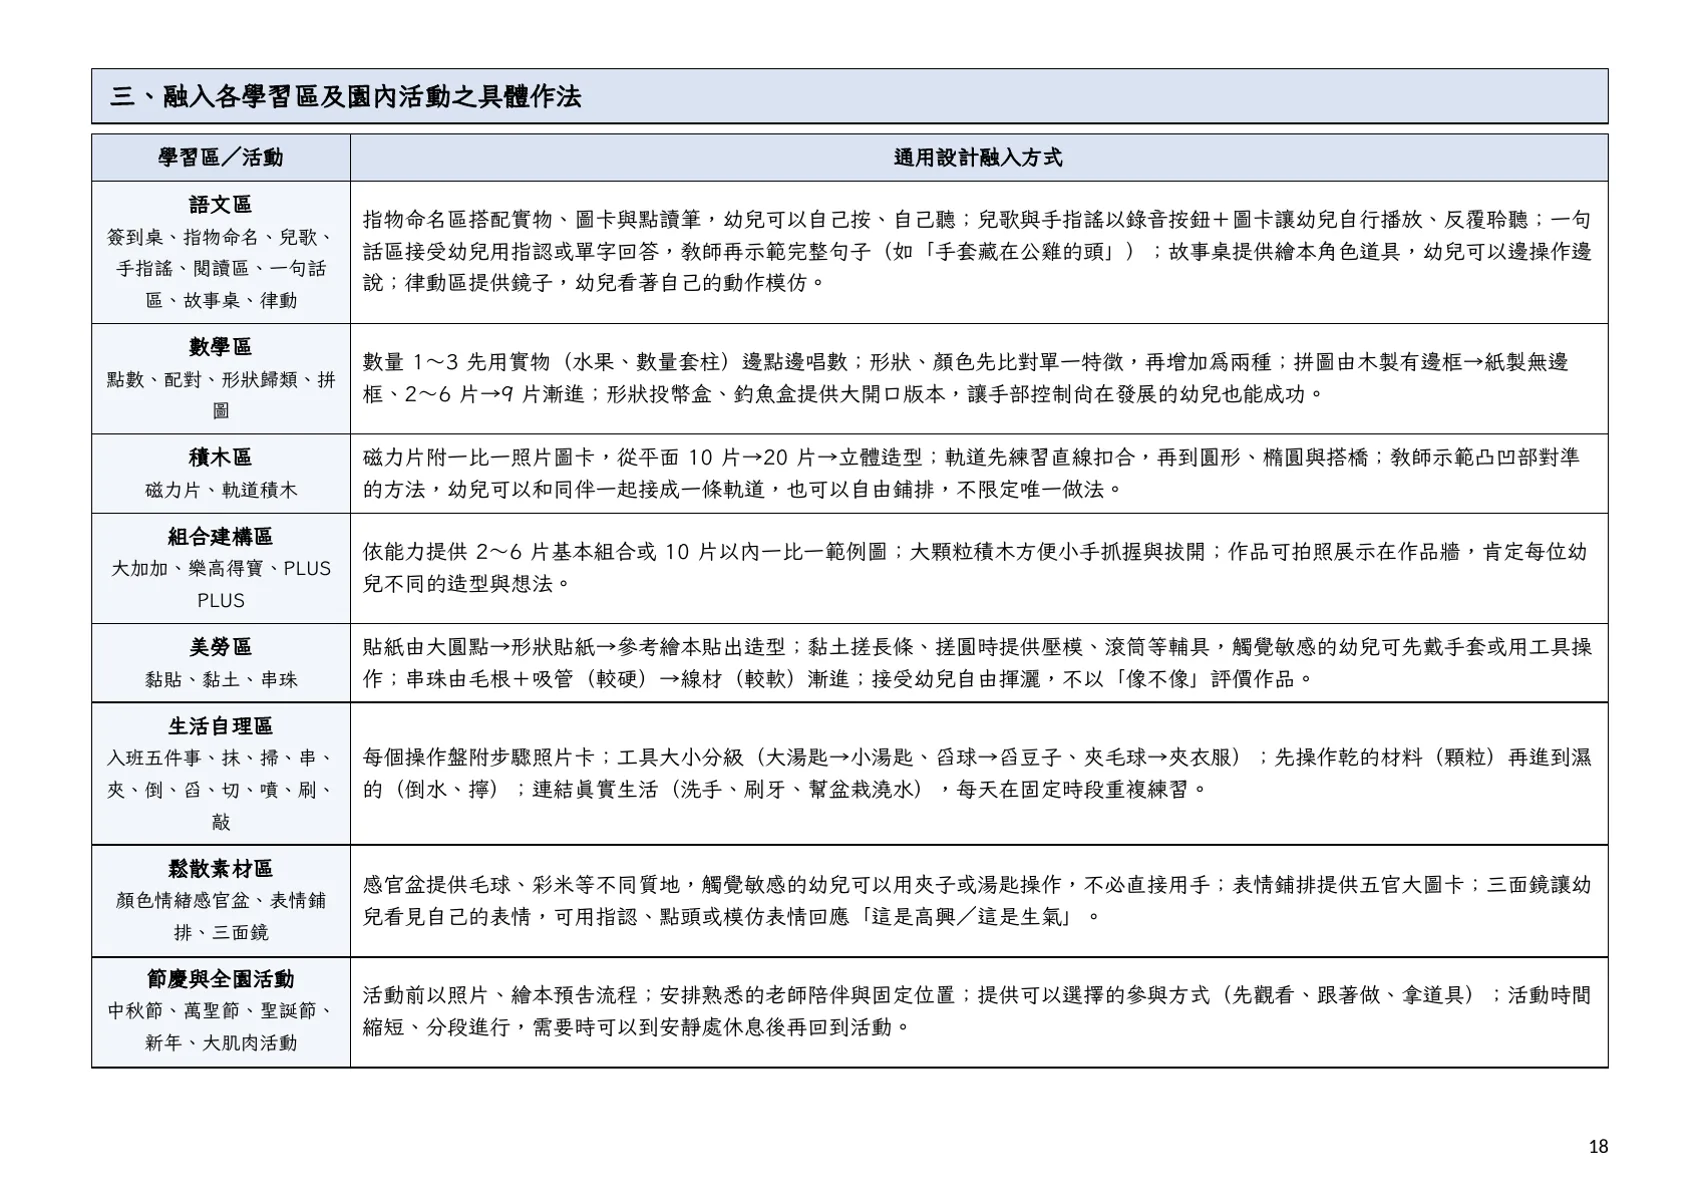 三、融入各學習區及園內活動之具體作法
學習區／活動
通用設計融入方式
語文區
簽到桌、指物命名、兒歌、
手指謠、閱讀區、一句話
區、故事桌、律動
指物命名區搭配實物、圖卡與點讀筆，幼兒可以自己按、自己聽；兒歌與手指謠以錄音按鈕＋圖卡讓幼兒自行播放、反覆聆聽；一句
話區接受幼兒用指認或單字回答，教師再示範完整句子（如「手套藏在公雞的頭」）；故事桌提供繪本角色道具，幼兒可以邊操作邊
說；律動區提供鏡子，幼兒看著自己的動作模仿。
數學區
點數、配對、形狀歸類、拼
圖
數量 1～3 先用實物（水果、數量套柱）邊點邊唱數；形狀、顏色先比對單一特徵，再增加為兩種；拼圖由木製有邊框→紙製無邊
框、2～6 片→9 片漸進；形狀投幣盒、釣魚盒提供大開口版本，讓手部控制尚在發展的幼兒也能成功。
積木區
磁力片、軌道積木
磁力片附一比一照片圖卡，從平面 10 片→20 片→立體造型；軌道先練習直線扣合，再到圓形、橢圓與搭橋；教師示範凸凹部對準
的方法，幼兒可以和同伴一起接成一條軌道，也可以自由鋪排，不限定唯一做法。
組合建構區
大加加、樂高得寶、PLUS
PLUS
依能力提供 2～6 片基本組合或 10 片以內一比一範例圖；大顆粒積木方便小手抓握與拔開；作品可拍照展示在作品牆，肯定每位幼
兒不同的造型與想法。
美勞區
黏貼、黏土、串珠
貼紙由大圓點→形狀貼紙→參考繪本貼出造型；黏土搓長條、搓圓時提供壓模、滾筒等輔具，觸覺敏感的幼兒可先戴手套或用工具操
作；串珠由毛根＋吸管（較硬）→線材（較軟）漸進；接受幼兒自由揮灑，不以「像不像」評價作品。
生活自理區
入班五件事、抹、掃、串、
夾、倒、舀、切、噴、刷、
敲
每個操作盤附步驟照片卡；工具大小分級（大湯匙→小湯匙、舀球→舀豆子、夾毛球→夾衣服）；先操作乾的材料（顆粒）再進到濕
的（倒水、擰）；連結真實生活（洗手、刷牙、幫盆栽澆水），每天在固定時段重複練習。
鬆散素材區
顏色情緒感官盆、表情鋪
排、三面鏡
感官盆提供毛球、彩米等不同質地，觸覺敏感的幼兒可以用夾子或湯匙操作，不必直接用手；表情鋪排提供五官大圖卡；三面鏡讓幼
兒看見自己的表情，可用指認、點頭或模仿表情回應「這是高興／這是生氣」。
節慶與全園活動
中秋節、萬聖節、聖誕節、
新年、大肌肉活動
活動前以照片、繪本預告流程；安排熟悉的老師陪伴與固定位置；提供可以選擇的參與方式（先觀看、跟著做、拿道具）；活動時間
縮短、分段進行，需要時可以到安靜處休息後再回到活動。
18